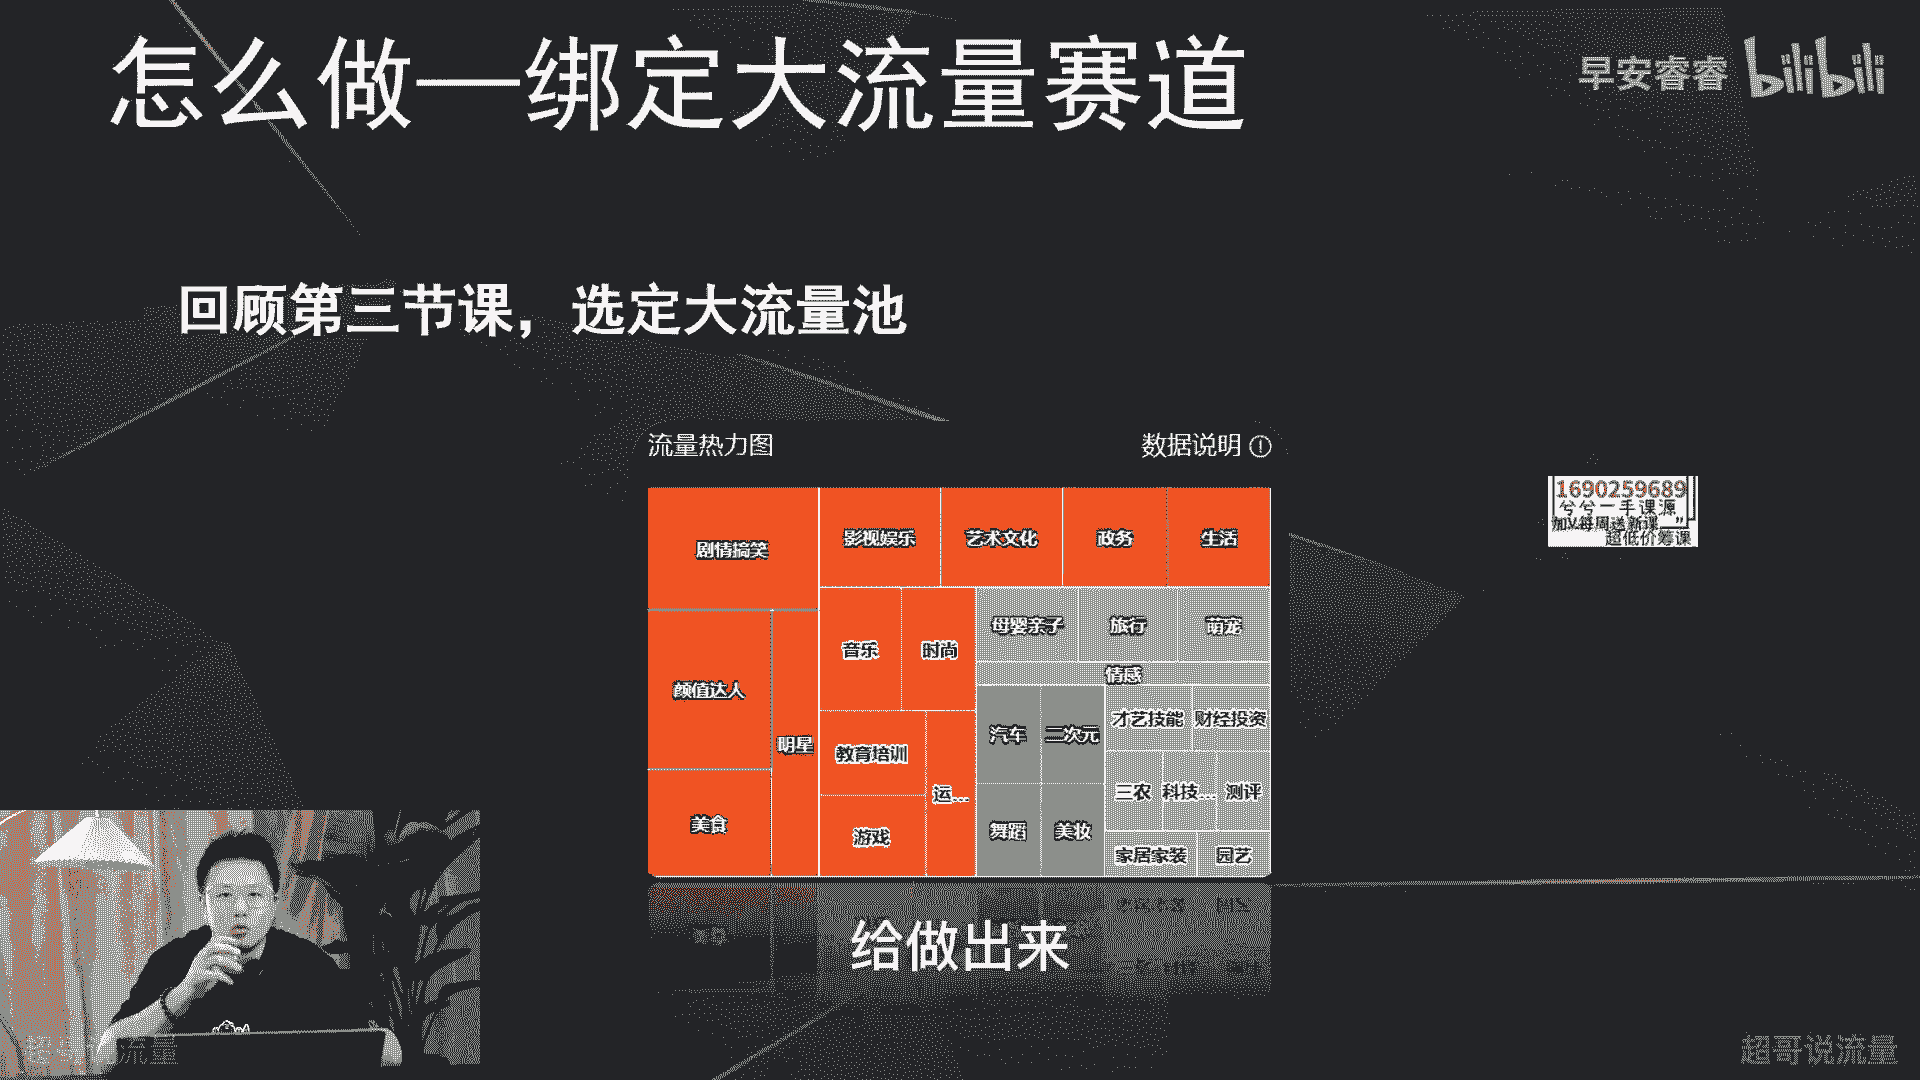 怎么做—绑定大流量赛道
早安睿睿 bilibili
回顾第三节课，选定大流量池
流量热力图
数据说明
剧情搞笑
影视娱乐
艺术文化
政务
生活
音乐
时尚
母婴亲子
旅行
萌宠
情感
颜值达人
明星
教育培训
运...
汽车
二次元
才艺技能
财经投资
三农
科技...
测评
美食
游戏
舞蹈
美妆
家居家装
园艺
1690259689
兮兮一手课源
加V每周送新课
超低价筹课
给做出来
超哥说流量